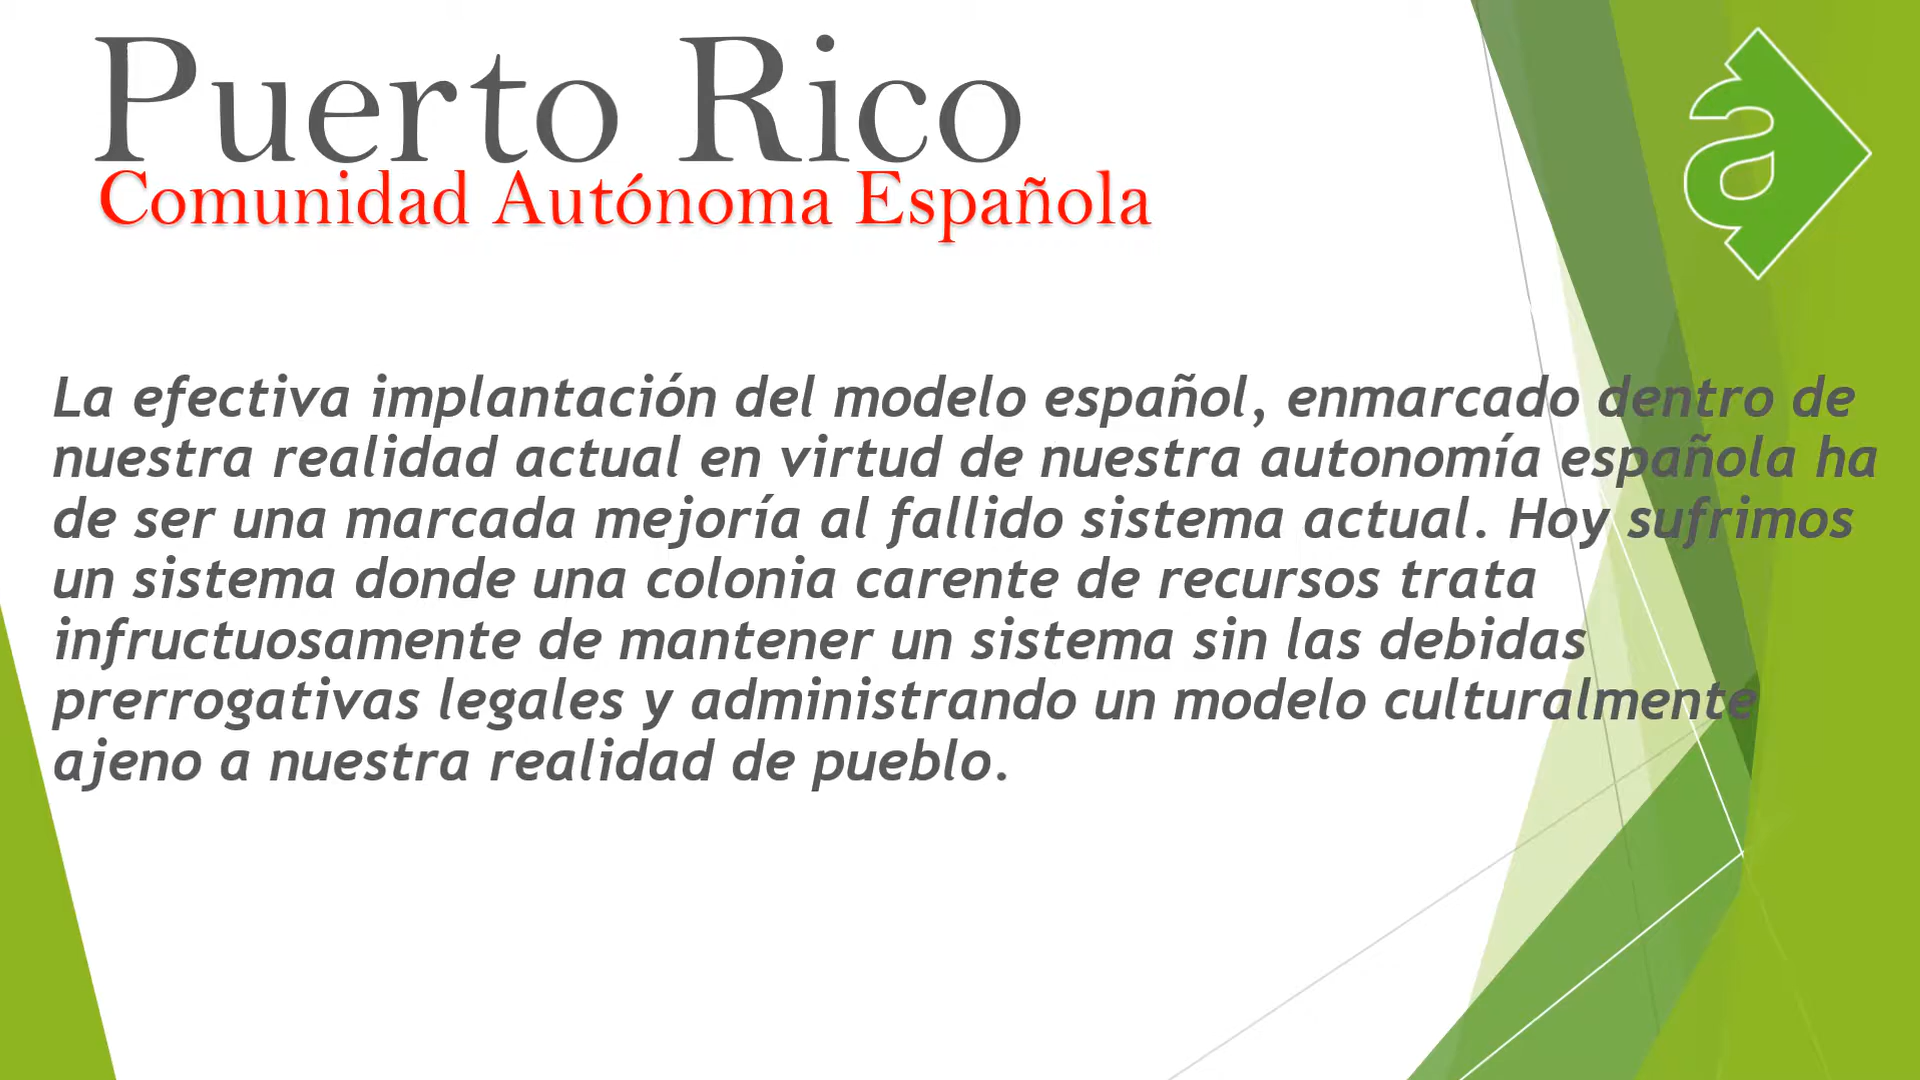 Puerto Rico
Comunidad Autónoma Española
a
La efectiva implantación del modelo español, enmarcado dentro de
nuestra realidad actual en virtud de nuestra autonomía española ha
de ser una marcada mejoría al fallido sistema actual. Hoy sufrimos
un sistema donde una colonia carente de recursos trata
infructuosamente de mantener un sistema sin las debidas
prerrogativas legales y administrando un modelo culturalmente
ajeno a nuestra realidad de pueblo.